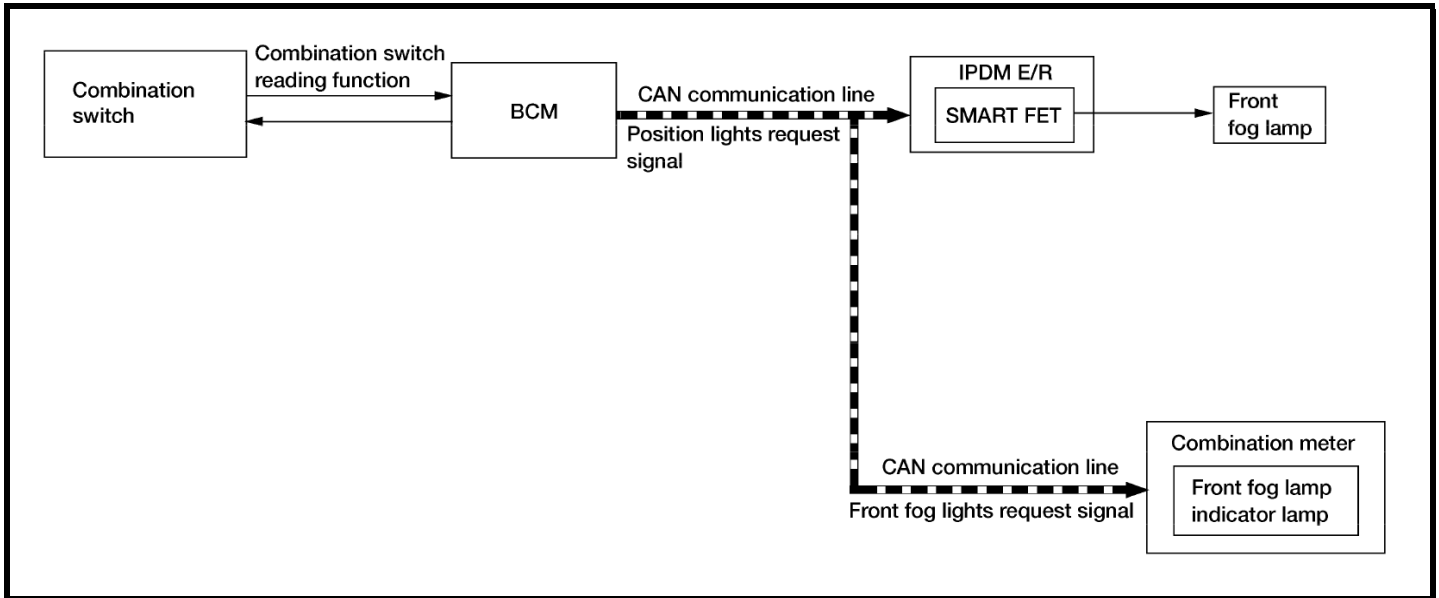 Combination switch
reading function
Combination
switch
BCM
CAN communication line
Position lights request
signal
IPDM E/R
SMART FET
Front
fog lamp
Combination meter
CAN communication line
Front fog lights request signal
Front fog lamp
indicator lamp